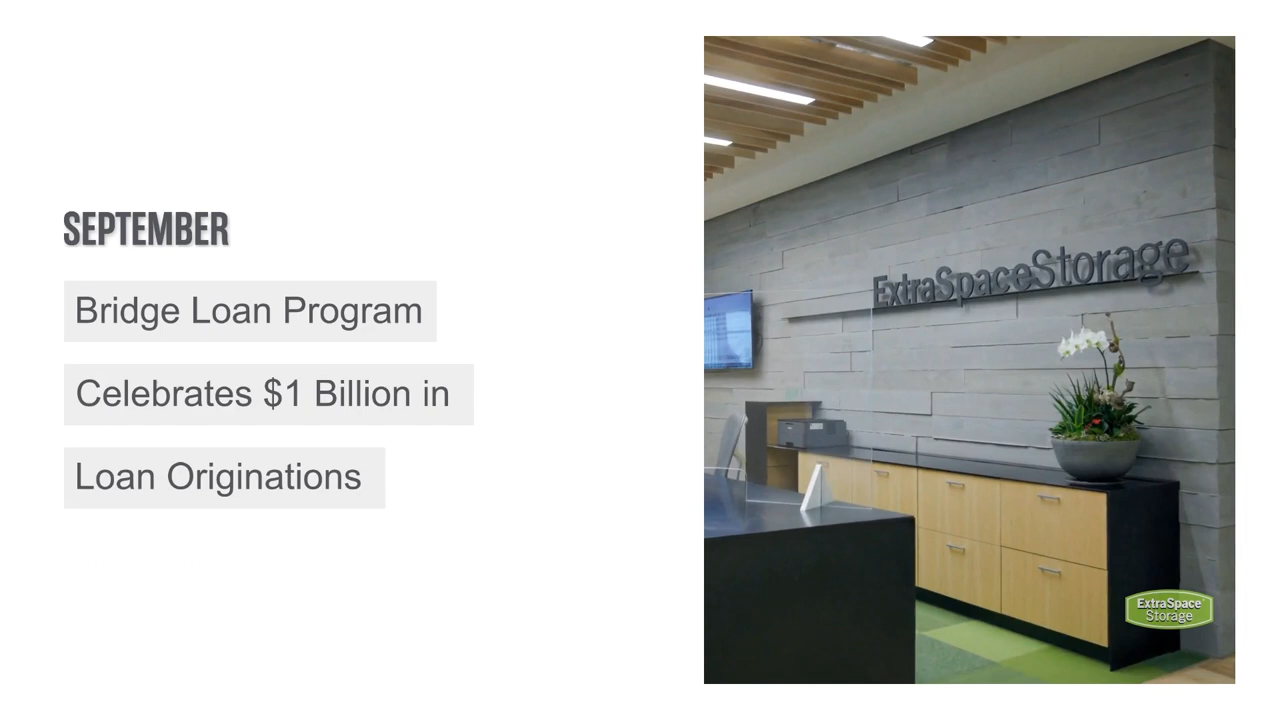 SEPTEMBER
Bridge Loan Program
Celebrates $1 Billion in
Loan Originations
ExtraSpaceStorage
ExtraSpace
Storage